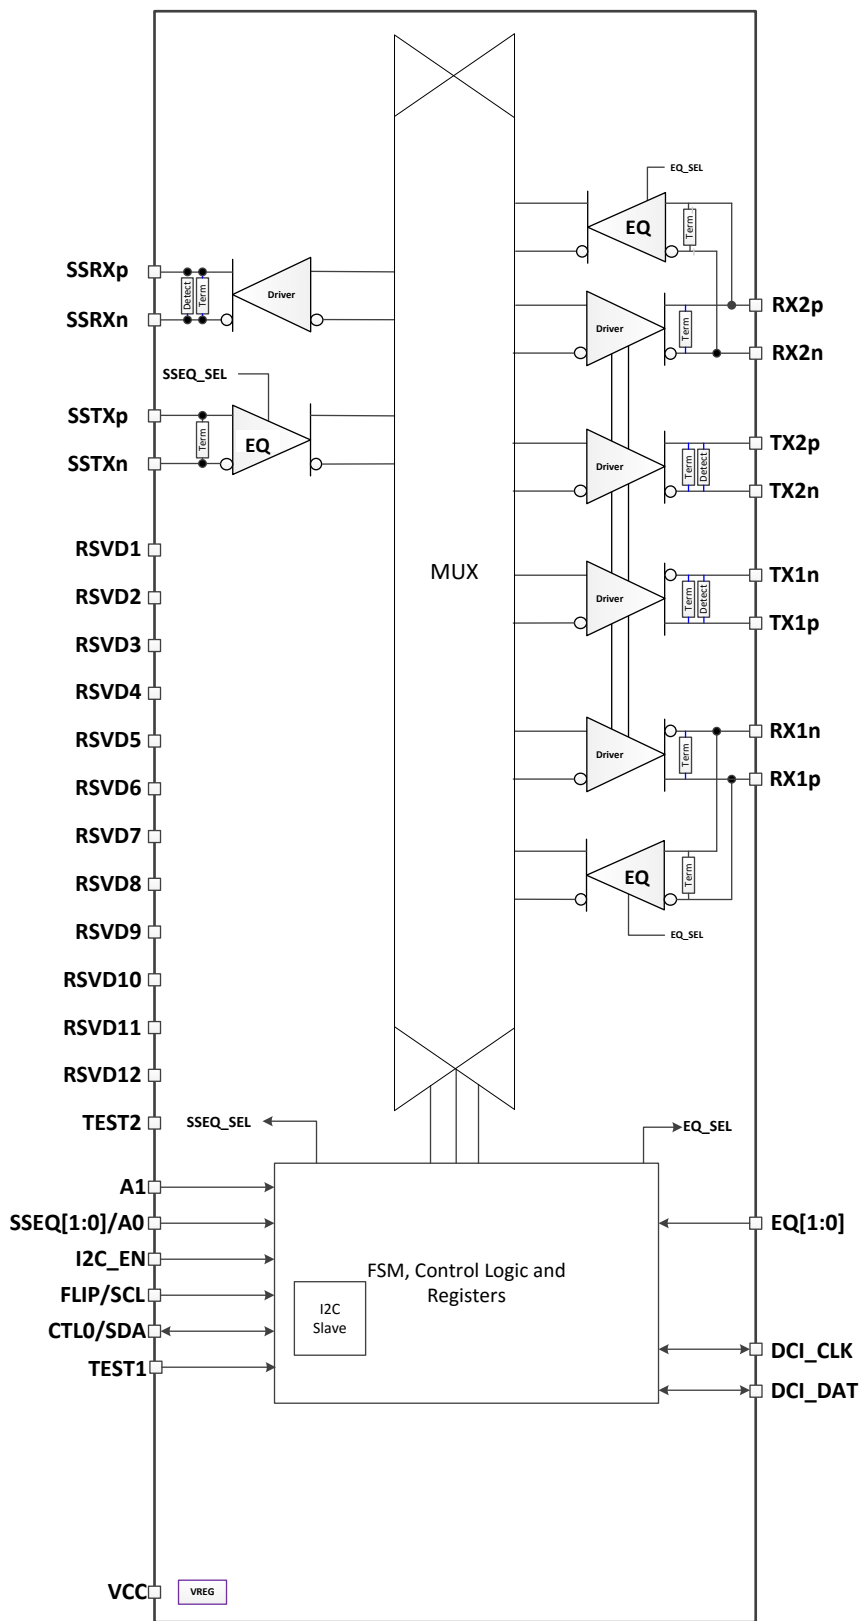 EQ_SEL
EQ
Term
SSRXp
SSRXn
Detect
Term
Driver
Driver
Term
RX2p
RX2n
SSEQ_SEL
SSTXp
SSTXn
Term
EQ
Driver
Term
Detect
TX2p
TX2n
RSVD1
RSVD2
RSVD3
RSVD4
RSVD5
RSVD6
RSVD7
RSVD8
RSVD9
RSVD10
RSVD11
RSVD12
TEST2
MUX
Driver
Term
Detect
TX1n
TX1p
Driver
Term
RX1n
RX1p
EQ
Term
EQ_SEL
SSEQ_SEL
EQ_SEL
A1
SSEQ[1:0]/A0
I2C_EN
FLIP/SCL
CTL0/SDA
TEST1
FSM, Control Logic and
Registers
I2C
Slave
EQ[1:0]
DCI_CLK
DCI_DAT
VCC
VREG